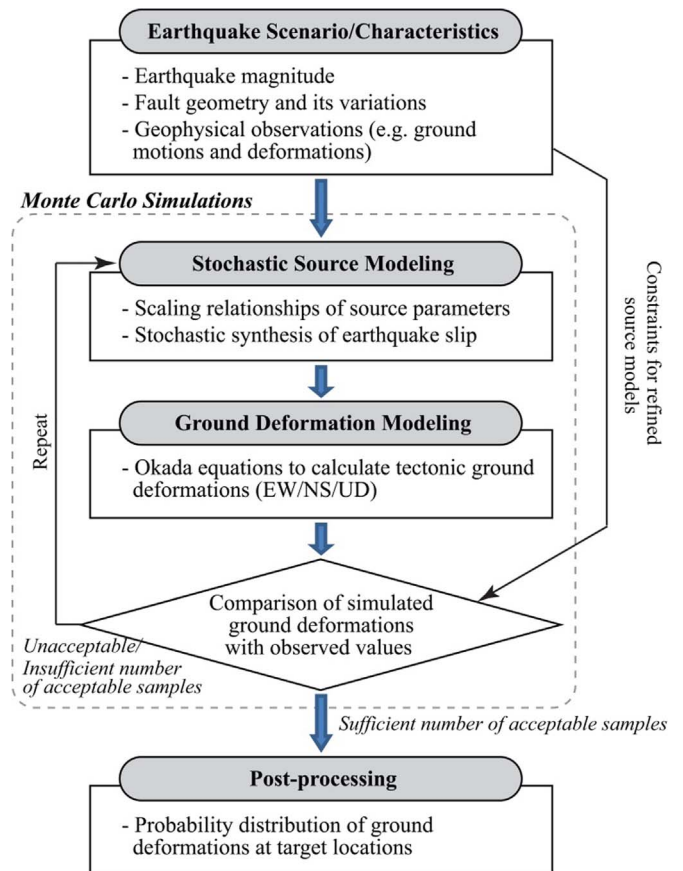 Earthquake Scenario/Characteristics
- Earthquake magnitude
- Fault geometry and its variations
- Geophysical observations (e.g. ground
motions and deformations)
Monte Carlo Simulations
Stochastic Source Modeling
- Scaling relationships of source parameters
- Stochastic synthesis of earthquake slip
Constraints for refined
source models
Ground Deformation Modeling
- Okada equations to calculate tectonic ground
deformations (EW/NS/UD)
Repeat
Comparison of simulated
ground deformations
with observed values
Unacceptable/
Insufficient number
of acceptable samples
Sufficient number of acceptable samples
Post-processing
- Probability distribution of ground
deformations at target locations